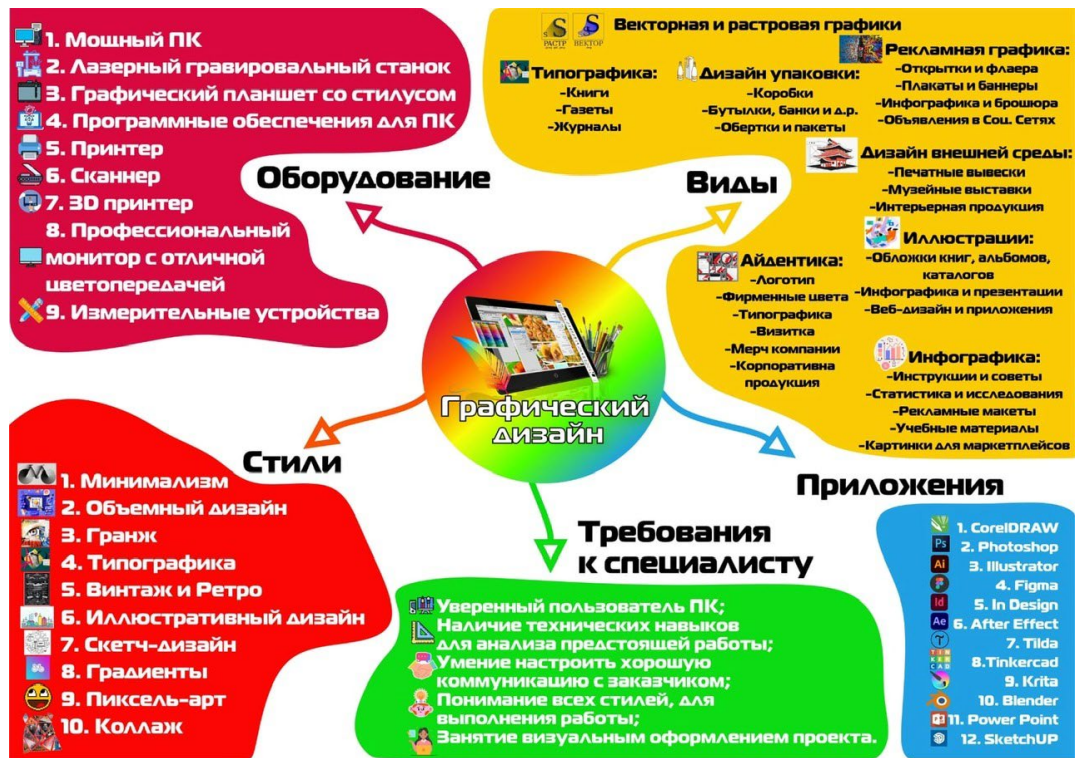 1. Мощный ПК
2. Лазерный гравировальный станок
3. Графический планшет со стилусом
4. Программные обеспечения для ПК
5. Принтер
6. Сканнер
7. 3D принтер
8. Профессиональный
монитор с отличной
цветопередачей
9. Измерительные устройства
Оборудование
РАСТР
ВЕКТОР
Векторная и растровая графики
Типографика:
-Книги
-Газеты
-Журналы
Дизайн упаковки:
-Коробки
-Бутылки, банки и д.р.
-Обертки и пакеты
Рекламная графика:
-Открытки и флаера
-Плакаты и баннеры
-Инфографика и брошюра
-Объявления в Соц. Сетях
Виды
Дизайн внешней среды:
-Печатные вывески
-Музейные выставки
-Интерьерная продукция
Иллюстрации:
-Обложки книг, альбомов,
каталогов
-Инфографика и презентации
-Веб-дизайн и приложения
Айдентика:
-Логотип
-Фирменные цвета
-Типографика
-Визитка
-Мерч компании
-Корпоративна
продукция
Инфографика:
-Инструкции и советы
-Статистика и исследования
-Рекламные макеты
-Учебные материалы
-Картинки для маркетплейсов
Графический
дизайн
Стили
1. Минимализм
2. Объемный дизайн
3. Гранж
4. Типографика
5. Винтаж и Ретро
6. Иллюстративный дизайн
7. Скетч-дизайн
8. Градиенты
9. Пиксель-арт
10. Коллаж
Требования
к специалисту
Уверенный пользователь ПК;
Наличие технических навыков
для анализа предстоящей работы;
Умение настроить хорошую
коммуникацию с заказчиком;
Понимание всех стилей, для
выполнения работы;
Занятие визуальным оформлением проекта.
Приложения
1. CorelDRAW
Ps 2. Photoshop
Ai 3. Illustrator
4. Figma
Id 5. In Design
Ae 6. After Effect
7. Tilda
8.Tinkercad
9. Krita
10. Blender
11. Power Point
12. SketchUP